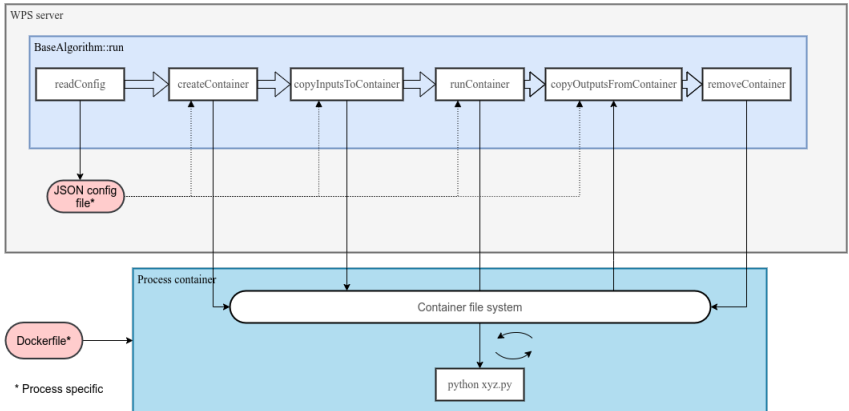 WPS server
BaseAlgorithm::run
readConfig
createContainer
copyInputsToContainer
runContainer
copyOutputsFromContainer
removeContainer
JSON config
file*
Process container
Container file system
Dockerfile*
python xyz.py
* Process specific